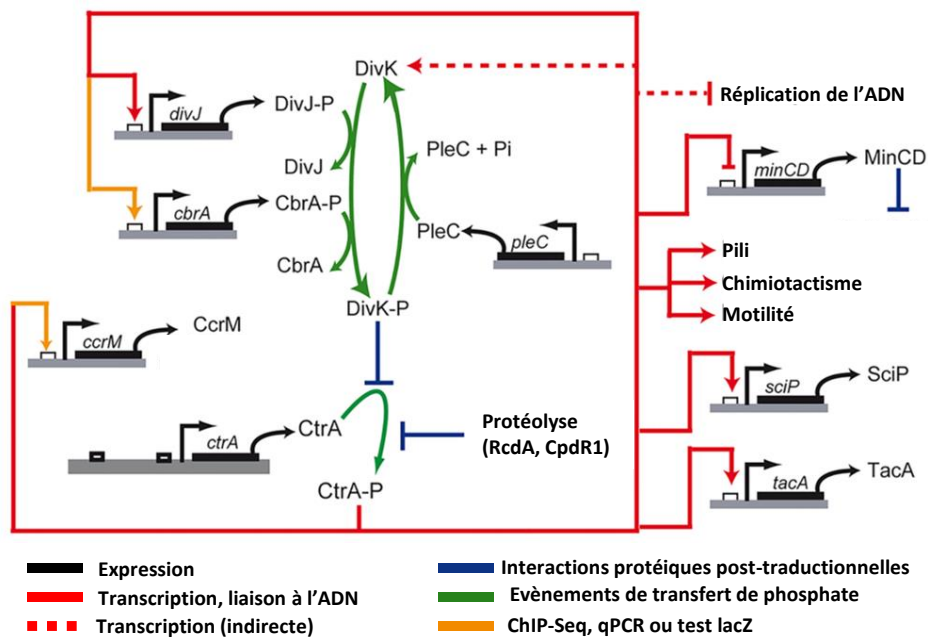 DivK
Réplication de l'ADN
divJ
DivJ-P
DivJ
PleC + Pi
minCD
MinCD
cbrA
CbrA-P
CbrA
PleC
pleC
DivK-P
Pili
Chimiotactisme
Motilité
ccrM
CcrM
sciP
SciP
ctrA
CtrA
CtrA-P
Protéolyse
(RcdA, CpdR1)
tacA
TacA
Expression
Transcription, liaison à l'ADN
Transcription (indirecte)
Interactions protéiques post-traductionnelles
Evènements de transfert de phosphate
ChIP-Seq, qPCR ou test lacZ